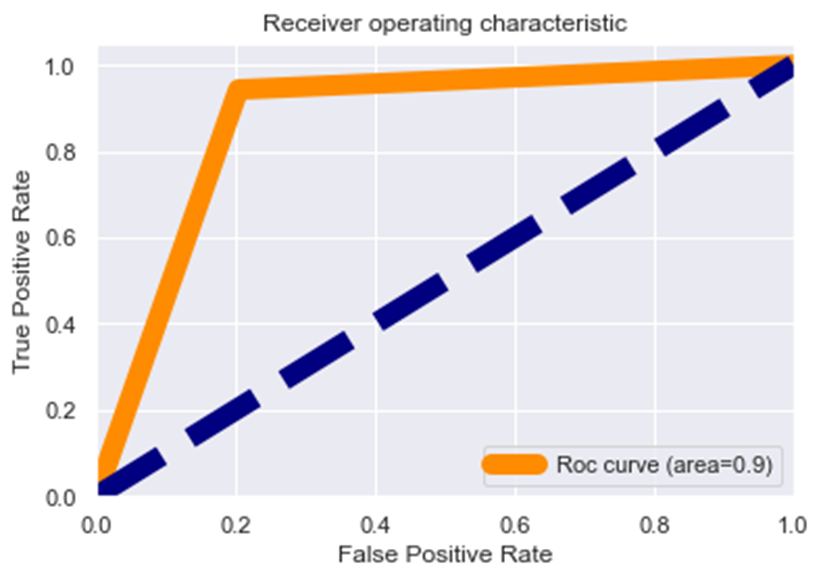 Receiver operating characteristic
1.0
0.8
0.6
0.4
0.2
0.0
True Positive Rate
Roc curve (area=0.9)
0.0 0.2 0.4 0.6 0.8 1.0
False Positive Rate